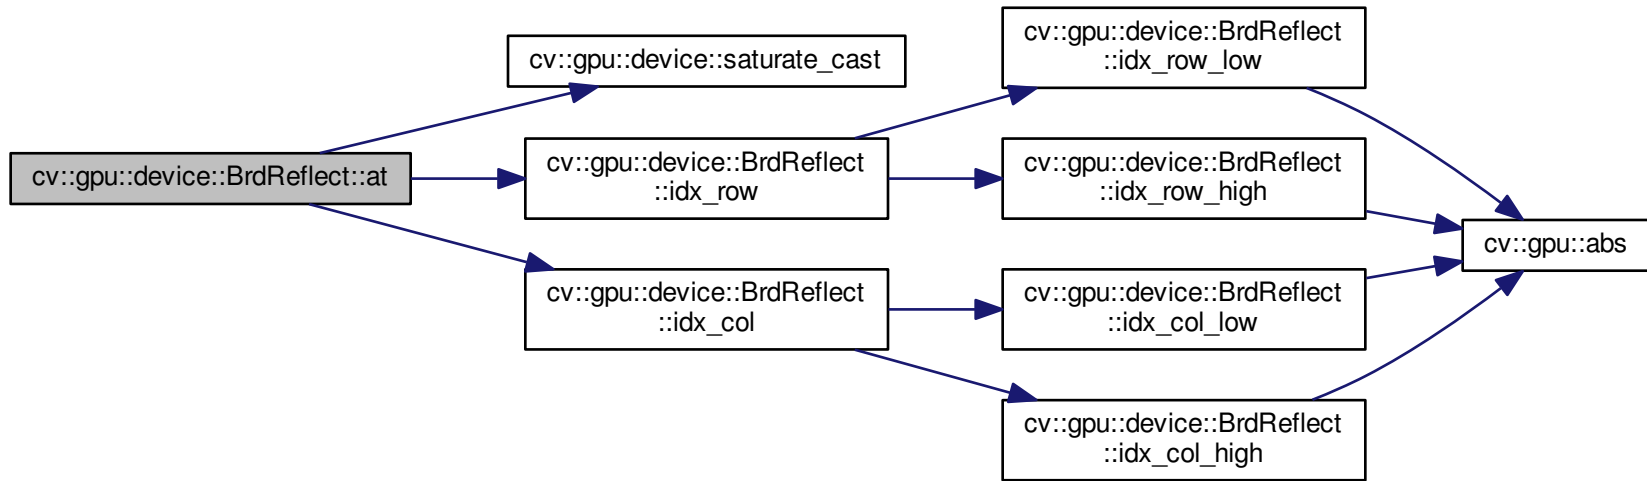 cv::gpu::device::BrdReflect::at
cv::gpu::device::saturate_cast
cv::gpu::device::BrdReflect
::idx_row
cv::gpu::device::BrdReflect
::idx_col
cv::gpu::device::BrdReflect
::idx_row_low
cv::gpu::device::BrdReflect
::idx_row_high
cv::gpu::device::BrdReflect
::idx_col_low
cv::gpu::device::BrdReflect
::idx_col_high
cv::gpu::abs